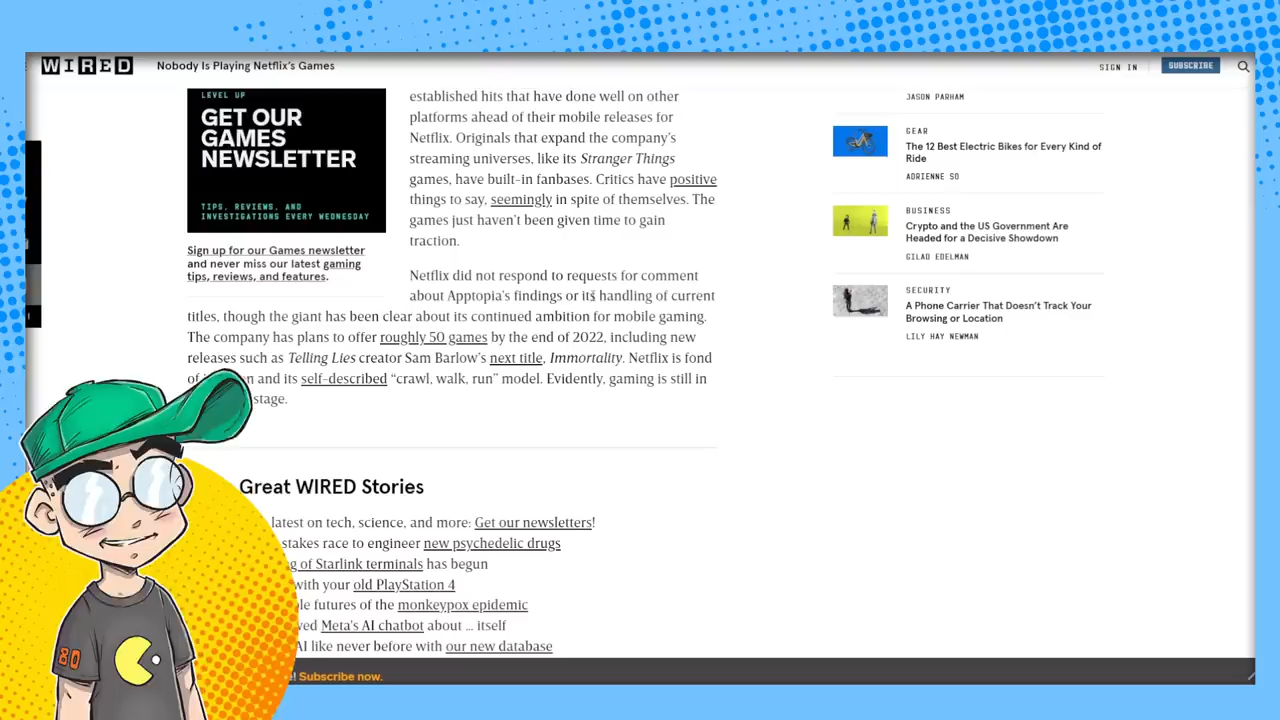 WIRED
Nobody Is Playing Netflix's Games
SIGN IN
SUBSCRIBE
LEVEL UP
GET OUR
GAMES
NEWSLETTER
TIPS, REVIEWS, AND
INVESTIGATIONS EVERY WEDNESDAY
Sign up for our Games newsletter
and never miss our latest gaming
tips, reviews, and features.
established hits that have done well on other
platforms ahead of their mobile releases for
Netflix. Originals that expand the company's
streaming universes, like its Stranger Things
games, have built-in fanbases. Critics have positive
things to say, seemingly in spite of themselves. The
games just haven't been given time to gain
traction.
Netflix did not respond to requests for comment
about Apptopia's findings or its handling of current
titles, though the giant has been clear about its continued ambition for mobile gaming.
The company has plans to offer roughly 50 games by the end of 2022, including new
releases such as Telling Lies creator Sam Barlow's next title, Immortality. Netflix is fond
of and its self-described “crawl, walk, run” model. Evidently, gaming is still in
stage.
Great WIRED Stories
latest on tech, science, and more: Get our newsletters!
stakes race to engineer new psychedelic drugs
of Starlink terminals has begun
with your old PlayStation 4
futures of the monkeypox epidemic
Meta's AI chatbot about ... itself
AI like never before with our new database
Subscribe now.
JASON PARHAM
GEAR
The 12 Best Electric Bikes for Every Kind of
Ride
ADRIENNE SO
BUSINESS
Crypto and the US Government Are
Headed for a Decisive Showdown
GILAD EDELMAN
SECURITY
A Phone Carrier That Doesn't Track Your
Browsing or Location
LILY HAY NEWMAN
80